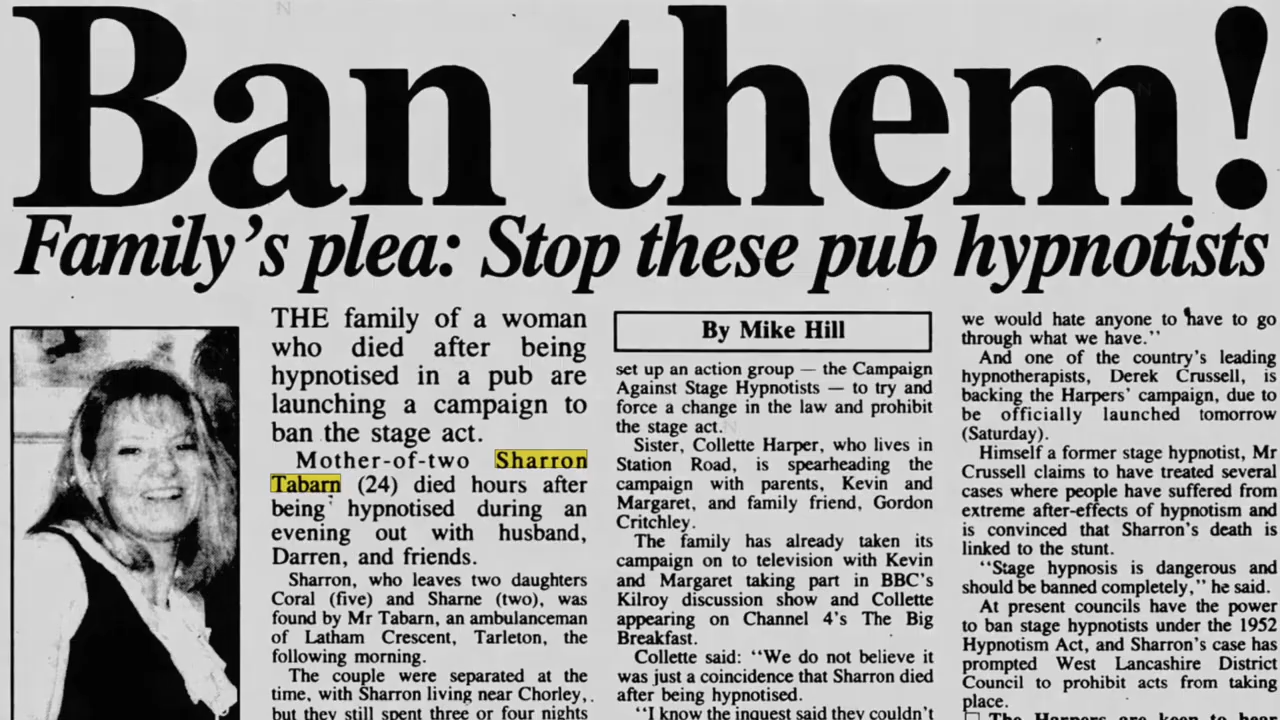 Ban them!
Family's plea: Stop these pub hypnotists
THE family of a woman
who died after being
hypnotised in a pub are
launching a campaign to
ban the stage act.
Mother-of-two Sharron
Tabarn (24) died hours after
being hypnotised during an
evening out with husband,
Darren, and friends.
Sharron, who leaves two daughters
Coral (five) and Sharne (two), was
found by Mr Tabarn, an ambulanceman
of Latham Crescent, Tarleton, the
following morning.
The couple were separated at the
time, with Sharron living near Chorley,
but they still spent three or four nights
By Mike Hill
set up an action group — the Campaign
Against Stage Hypnotists — to try and
force a change in the law and prohibit
the stage act.
Sister, Collette Harper, who lives in
Station Road, is spearheading the
campaign with parents, Kevin and
Margaret, and family friend, Gordon
Critchley.
The family has already taken its
campaign on to television with Kevin
and Margaret taking part in BBC's
Kilroy discussion show and Collette
appearing on Channel 4's The Big
Breakfast.
Collette said: "We do not believe it
was just a coincidence that Sharron died
after being hypnotised.
"I know the inquest said they couldn't
we would hate anyone to have to go
through what we have."
And one of the country's leading
hypnotherapists, Derek Crussell, is
backing the Harpers' campaign, due to
be officially launched tomorrow
(Saturday).
Himself a former stage hypnotist, Mr
Crussell claims to have treated several
cases where people have suffered from
extreme after-effects of hypnotism and
is convinced that Sharron's death is
linked to the stunt.
"Stage hypnosis is dangerous and
should be banned completely," he said.
At present councils have the power
to ban stage hypnotists under the 1952
Hypnotism Act, and Sharron's case has
prompted West Lancashire District
Council to prohibit acts from taking
place.
□ The Harpers are keen to hear